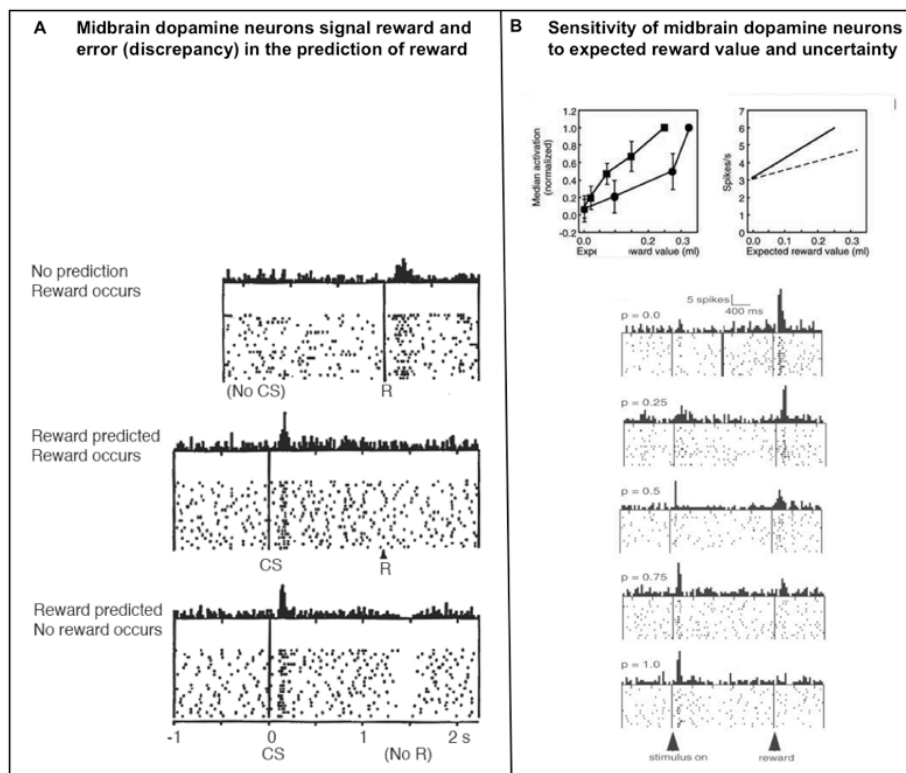 A Midbrain dopamine neurons signal reward and
error (discrepancy) in the prediction of reward
No prediction
Reward occurs
(No CS) R
Reward predicted
Reward occurs
CS R
Reward predicted
No reward occurs
-1 0 1 2 s
CS (No R)
B Sensitivity of midbrain dopamine neurons
to expected reward value and uncertainty
Median activation
(normalized)
1.2
1.0
0.8
0.6
0.4
0.2
0.0
-0.2
0.0 0.2 0.3
Expe ward value (ml)
Spikes/s
7
6
5
4
3
2
1
0
0.0 0.1 0.2 0.3
Expected reward value (ml)
5 spikes
400 ms
p = 0.0
p = 0.25
p = 0.5
p = 0.75
p = 1.0
stimulus on reward